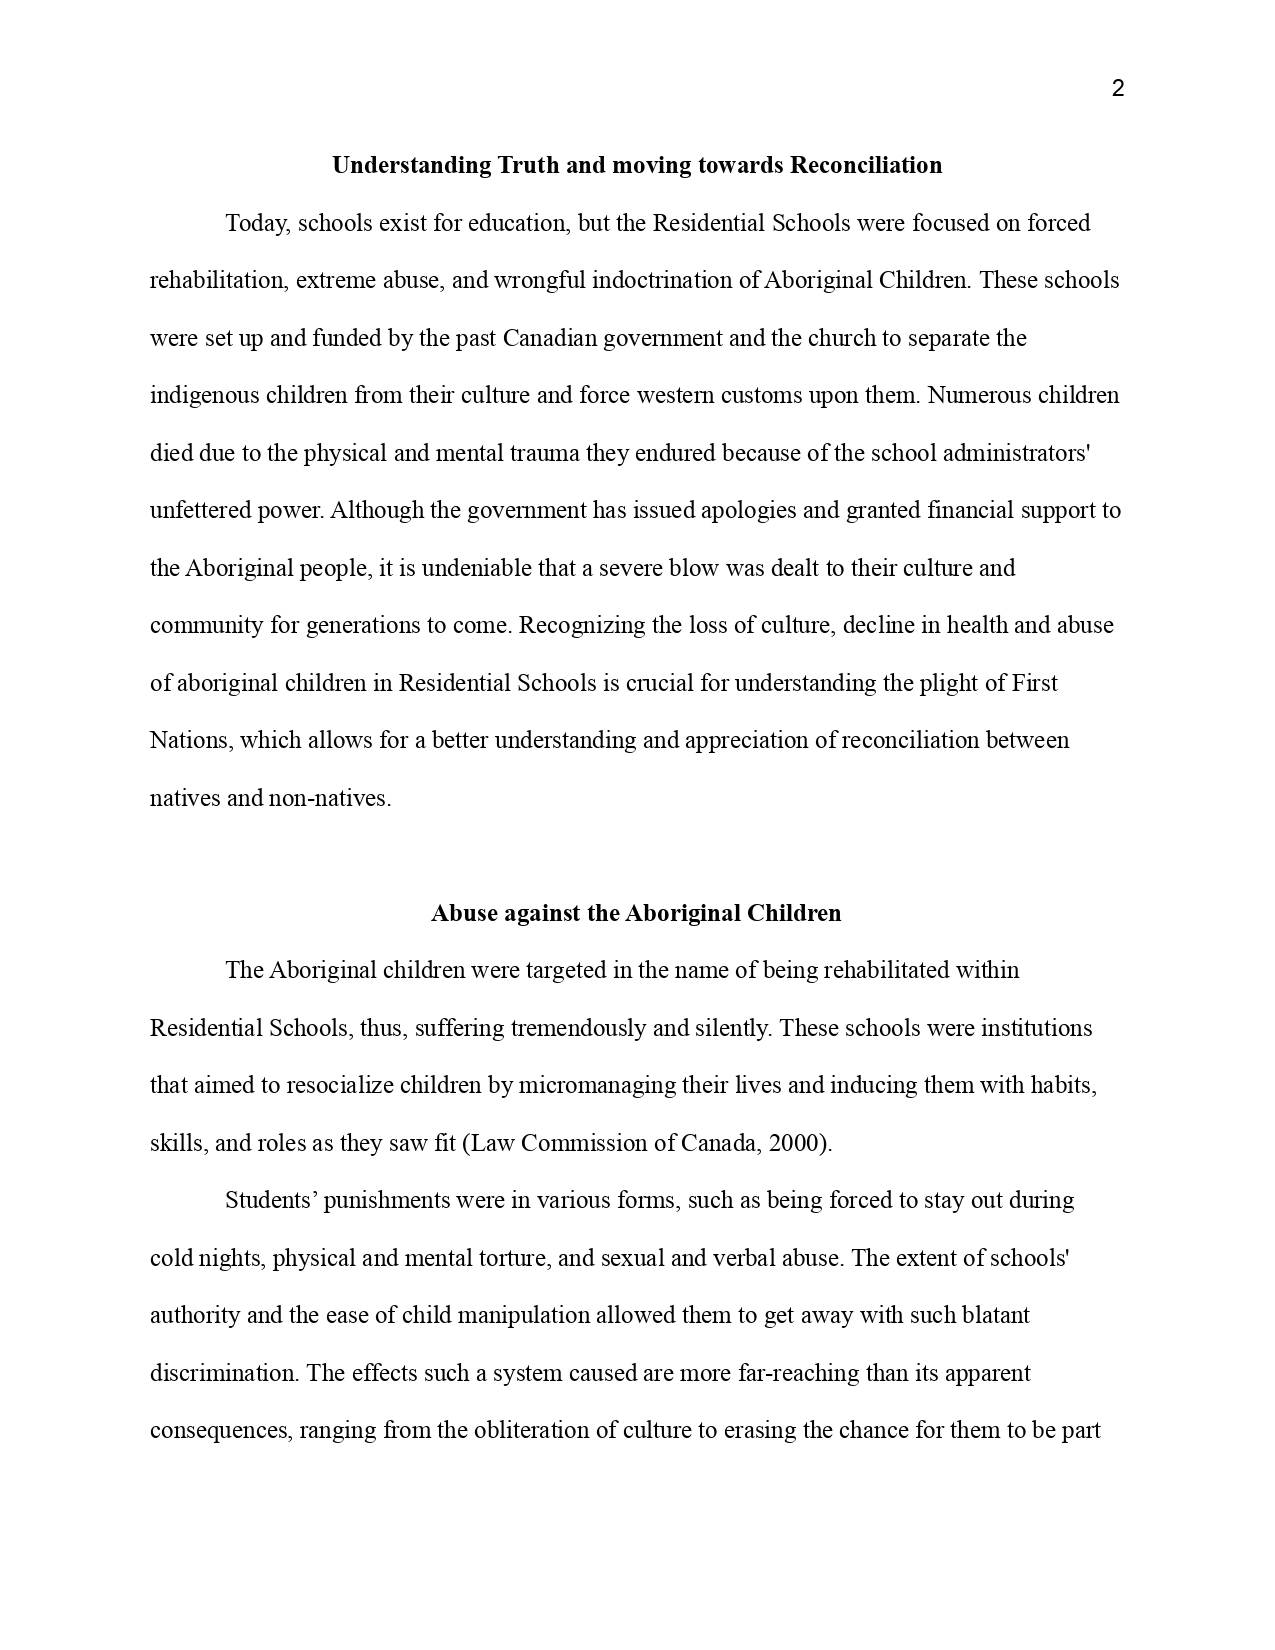 2
Understanding Truth and moving towards Reconciliation
Today, schools exist for education, but the Residential Schools were focused on forced
rehabilitation, extreme abuse, and wrongful indoctrination of Aboriginal Children. These schools
were set up and funded by the past Canadian government and the church to separate the
indigenous children from their culture and force western customs upon them. Numerous children
died due to the physical and mental trauma they endured because of the school administrators'
unfettered power. Although the government has issued apologies and granted financial support to
the Aboriginal people, it is undeniable that a severe blow was dealt to their culture and
community for generations to come. Recognizing the loss of culture, decline in health and abuse
of aboriginal children in Residential Schools is crucial for understanding the plight of First
Nations, which allows for a better understanding and appreciation of reconciliation between
natives and non-natives.
Abuse against the Aboriginal Children
The Aboriginal children were targeted in the name of being rehabilitated within
Residential Schools, thus, suffering tremendously and silently. These schools were institutions
that aimed to resocialize children by micromanaging their lives and inducing them with habits,
skills, and roles as they saw fit (Law Commission of Canada, 2000).
Students’ punishments were in various forms, such as being forced to stay out during
cold nights, physical and mental torture, and sexual and verbal abuse. The extent of schools'
authority and the ease of child manipulation allowed them to get away with such blatant
discrimination. The effects such a system caused are more far-reaching than its apparent
consequences, ranging from the obliteration of culture to erasing the chance for them to be part